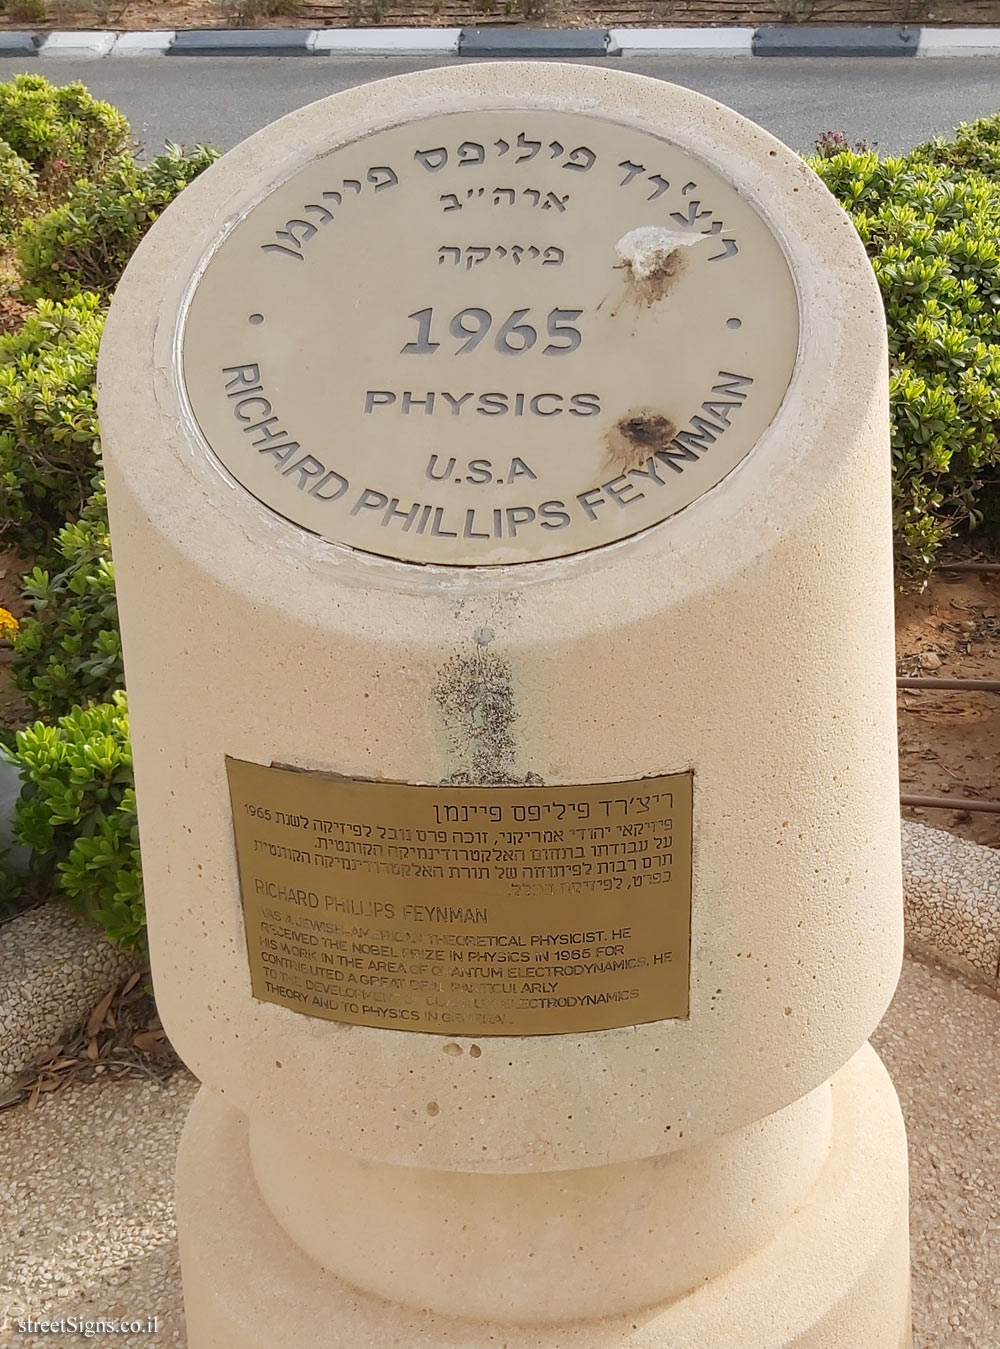 ריצ'רד פיליפס פיינמן
ארה"ב
פיזיקה
1965
PHYSICS
U.S.A
RICHARD PHILLIPS FEYNMAN
ריצ'רד פיליפס פיינמן
פיזיקאי יהודי אמריקני, זוכה פרס נובל לפיזיקה לשנת 1965
על עבודתו בתחום האלקטרודינמיקה הקוונטית.
תרם רבות לפיתוחה של תורת האלקטרודינמיקה הקוונטית
בפרט, לפיזיקה בכלל.
RICHARD PHILLIPS FEYNMAN
WAS A JEWISH-AMERICAN THEORETICAL PHYSICIST. HE
RECEIVED THE NOBEL PRIZE IN PHYSICS IN 1965 FOR
HIS WORK IN THE AREA OF QUANTUM ELECTRODYNAMICS. HE
CONTRIBUTED A GREAT DEAL PARTICULARLY
TO THE DEVELOPMENT OF QUANTUM ELECTRODYNAMICS
THEORY AND TO PHYSICS IN GENERAL.
streetSigns.co.il